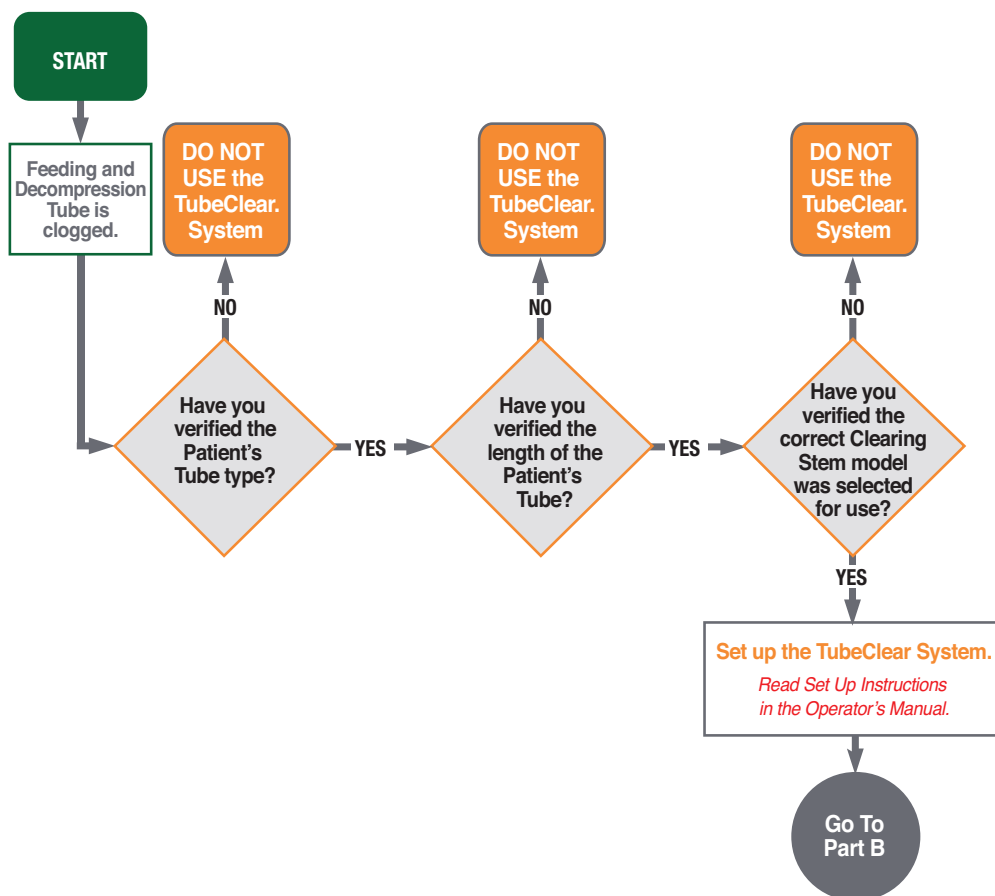 START
Feeding and
Decompression
Tube is
clogged.
DO NOT
USE the
TubeClear.
System
NO
Have you
verified the
Patient's
Tube type?
YES
DO NOT
USE the
TubeClear.
System
NO
Have you
verified the
length of the
Patient's
Tube?
YES
DO NOT
USE the
TubeClear.
System
NO
Have you
verified the
correct Clearing
Stem model
was selected
for use?
YES
Set up the TubeClear System.
Read Set Up Instructions
in the Operator's Manual.
Go To
Part B